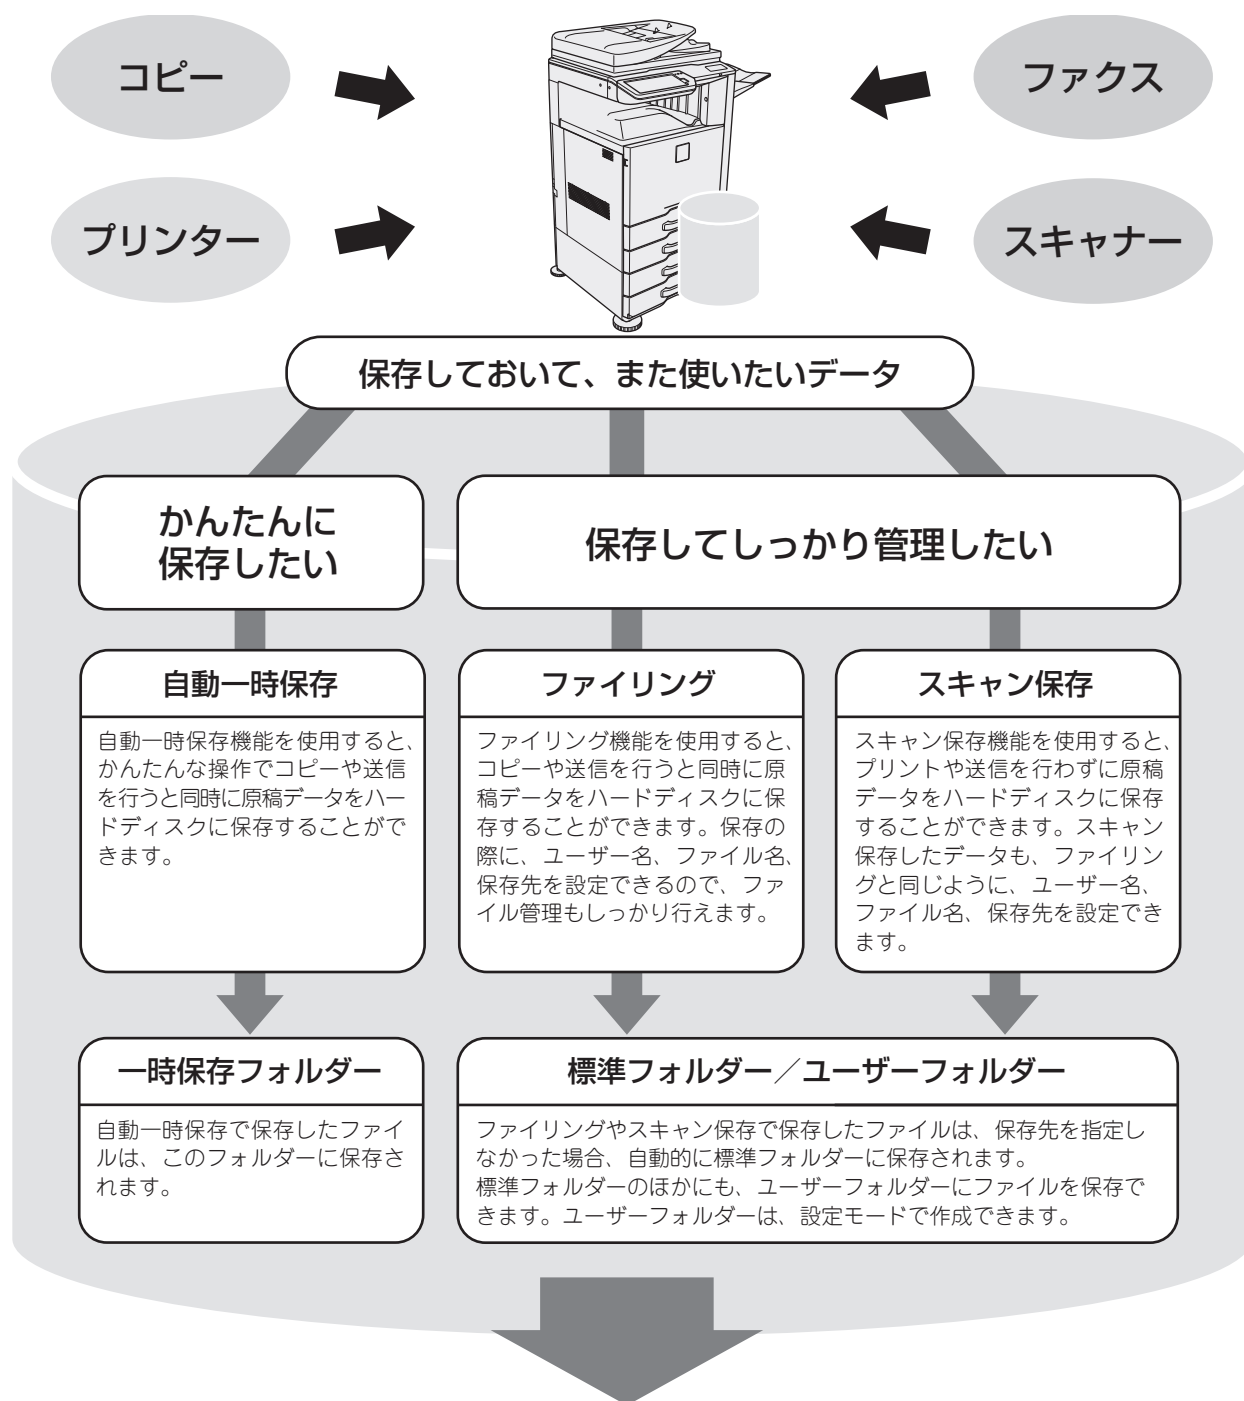 コピー
ファクス
プリンター
スキャナー
保存しておいて、また使いたいデータ
かんたんに
保存したい
保存してしっかり管理したい
自動一時保存
自動一時保存機能を使用すると、
かんたんな操作でコピーや送信
を行うと同時に原稿データをハー
ドディスクに保存することがで
きます。
ファイリング
ファイリング機能を使用すると、
コピーや送信を行うと同時に原
稿データをハードディスクに保
存することができます。保存の
際に、ユーザー名、ファイル名、
保存先を設定できるので、ファ
イル管理もしっかり行えます。
スキャン保存
スキャン保存機能を使用すると、
プリントや送信を行わずに原稿
データをハードディスクに保存
することができます。スキャン
保存したデータも、ファイリン
グと同じように、ユーザー名、
ファイル名、保存先を設定でき
ます。
一時保存フォルダー
自動一時保存で保存したファイ
ルは、このフォルダーに保存さ
れます。
標準フォルダー／ユーザーフォルダー
ファイリングやスキャン保存で保存したファイルは、保存先を指定し
なかった場合、自動的に標準フォルダーに保存されます。
標準フォルダーのほかにも、ユーザーフォルダーにファイルを保存で
きます。ユーザーフォルダーは、設定モードで作成できます。